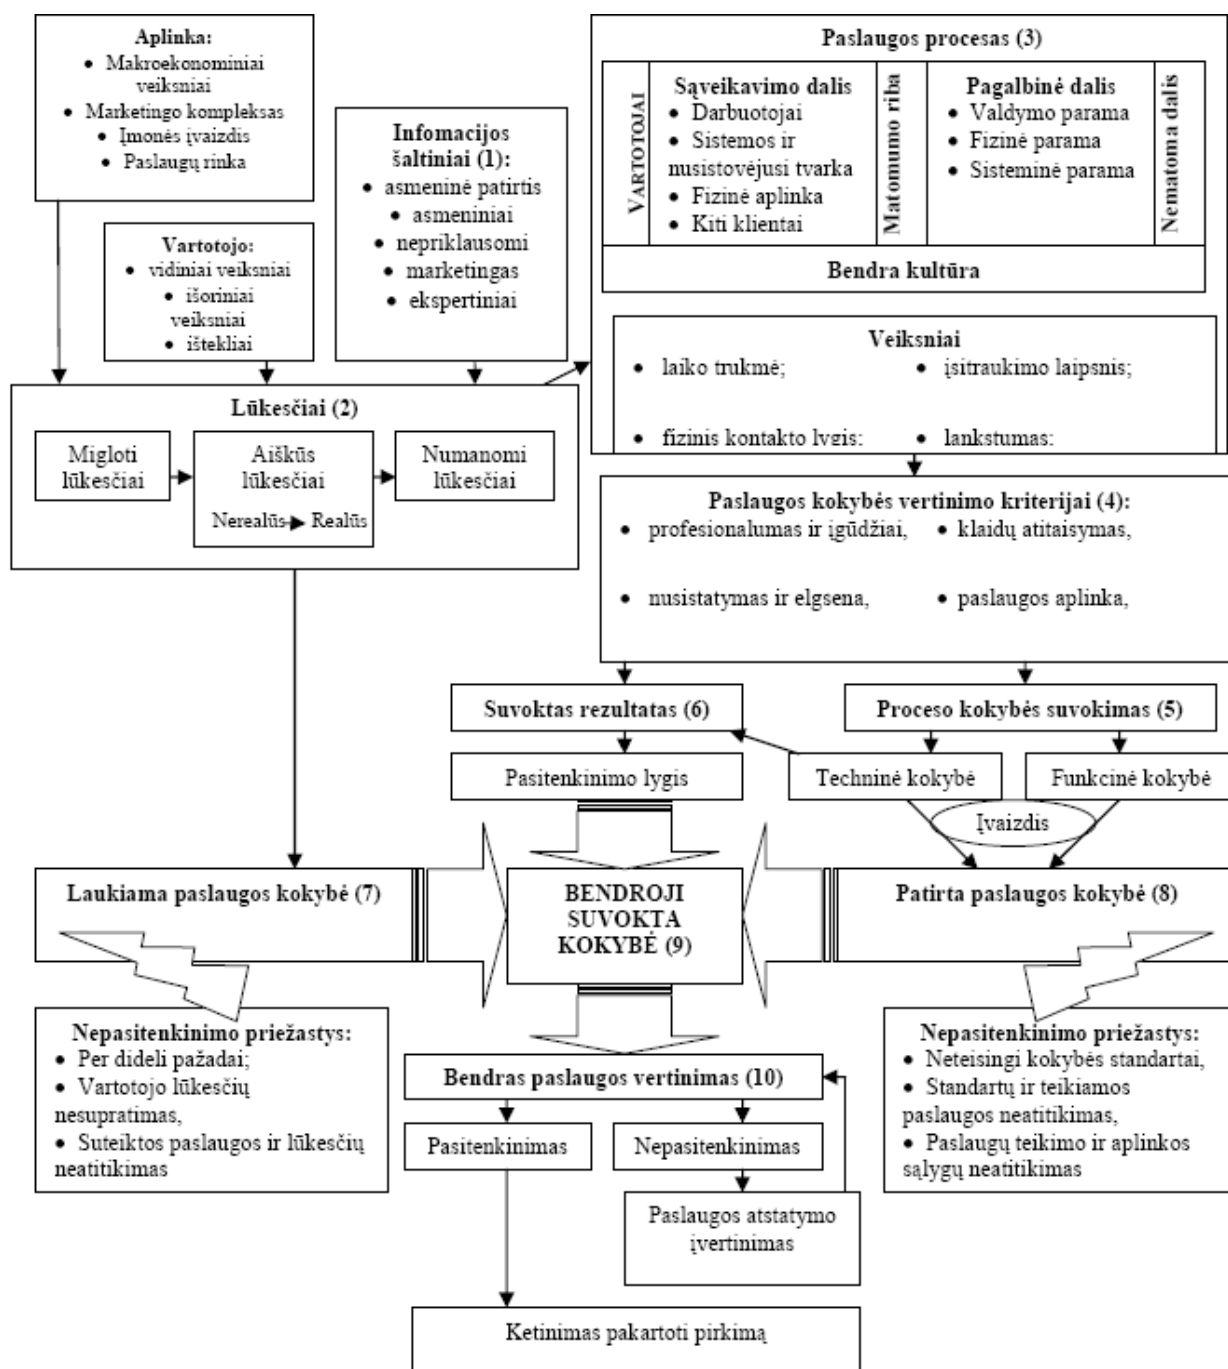 Aplinka:
• Makroekonominiai
veiksniai
• Marketingo kompleksas
• Įmonės įvaizdis
• Paslaugų rinka
Vartotojo:
• vidiniai veiksniai
• išoriniai
veiksniai
• ištekliai
Infomacijos
šaltiniai (1):
• asmeninė patirtis
• asmeniniai
• nepriklausomi
• marketingas
• ekspertiniai
Paslaugos procesas (3)
VARTOTOJAI
Sąveikavimo dalis
• Darbuotojai
• Sistemos ir
nusistovėjusi tvarka
• Fizinė aplinka
• Kiti klientai
Matomumo riba
Pagalbinė dalis
• Valdymo parama
• Fizinė parama
• Sisteminė parama
Nematoma dalis
Bendra kultūra
Veiksniai
• laiko trukmė;
• įsitraukimo laipsnis;
• fizinis kontakto lygis;
• lankstumas;
Lūkesčiai (2)
Migloti
lūkesčiai
Aiškūs
lūkesčiai
Nerealūs Realūs
Numanomi
lūkesčiai
Paslaugos kokybės vertinimo kriterijai (4):
• profesionalumas ir įgūdžiai,
• klaidų atitaisymas,
• nusistatymas ir elgsena,
• paslaugos aplinka,
Suvoktas rezultatas (6)
Proceso kokybės suvokimas (5)
Pasitenkinimo lygis
Techninė kokybė
Funkcinė kokybė
Įvaizdis
Laukiama paslaugos kokybė (7)
BENDROJI
SUVOKTA
KOKYBĖ (9)
Patirta paslaugos kokybė (8)
Nepasitenkinimo priežastys:
• Per dideli pažadai;
• Vartotojo lūkesčių
nesupratimas,
• Suteiktos paslaugos ir lūkesčių
neatitikimas
Nepasitenkinimo priežastys:
• Neteisingi kokybės standartai,
• Standartų ir teikiamos
paslaugos neatitikimas,
• Paslaugų teikimo ir aplinkos
sąlygų neatitikimas
Bendras paslaugos vertinimas (10)
Pasitenkinimas
Nepasitenkinimas
Paslaugos atstatymo
įvertinimas
Ketinimas pakartoti pirkimą